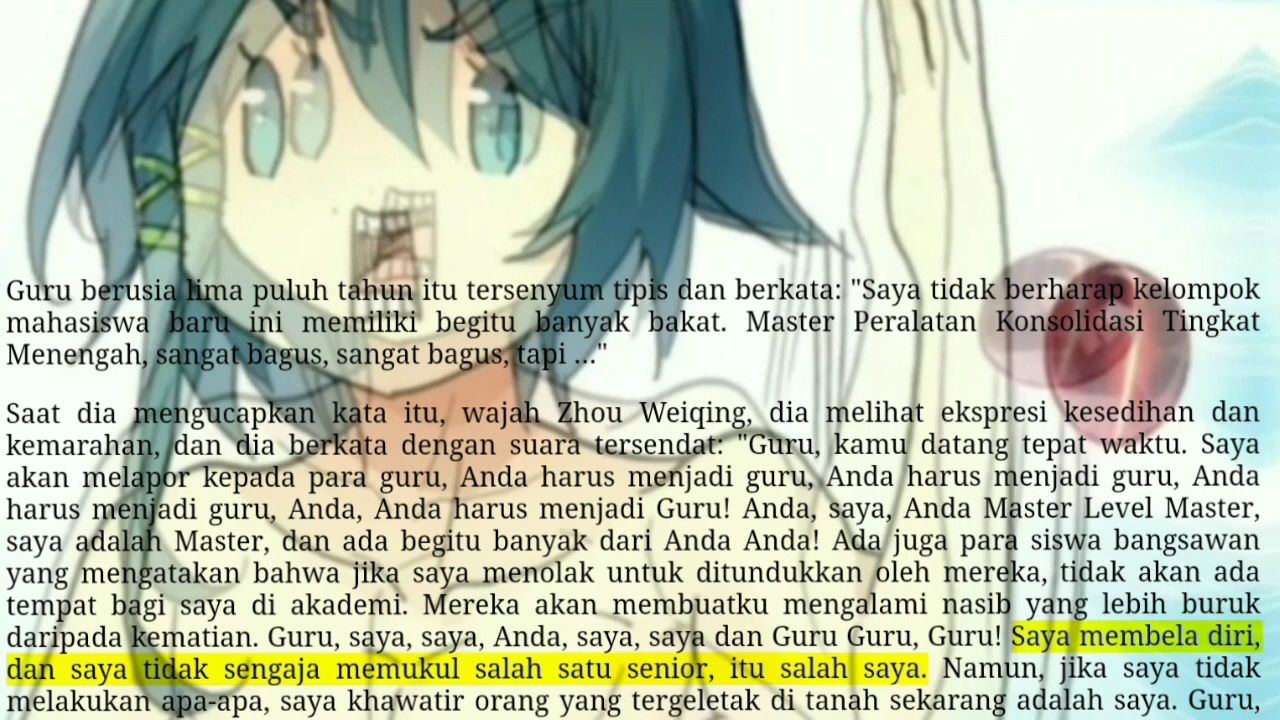 Guru berusia lima puluh tahun itu tersenyum tipis dan berkata: "Saya tidak berharap kelompok
mahasiswa baru ini memiliki begitu banyak bakat. Master Peralatan Konsolidasi Tingkat
Menengah, sangat bagus, sangat bagus, tapi ..."
Saat dia mengucapkan kata itu, wajah Zhou Weiqing, dia melihat ekspresi kesedihan dan
kemarahan, dan dia berkata dengan suara tersendat: "Guru, kamu datang tepat waktu. Saya
akan melapor kepada para guru, Anda harus menjadi guru, Anda harus menjadi guru, Anda
harus menjadi guru, Anda, Anda harus menjadi Guru! Anda, saya, Anda Master Level Master,
saya adalah Master, dan ada begitu banyak dari Anda Anda! Ada juga para siswa bangsawan
yang mengatakan bahwa jika saya menolak untuk ditundukkan oleh mereka, tidak akan ada
tempat bagi saya di akademi. Mereka akan membuatku mengalami nasib yang lebih buruk
daripada kematian. Guru, saya, saya, Anda, saya, saya dan Guru Guru, Guru! Saya membela diri,
dan saya tidak sengaja memukul salah satu senior, itu salah saya. Namun, jika saya tidak
melakukan apa-apa, saya khawatir orang yang tergeletak di tanah sekarang adalah saya. Guru,